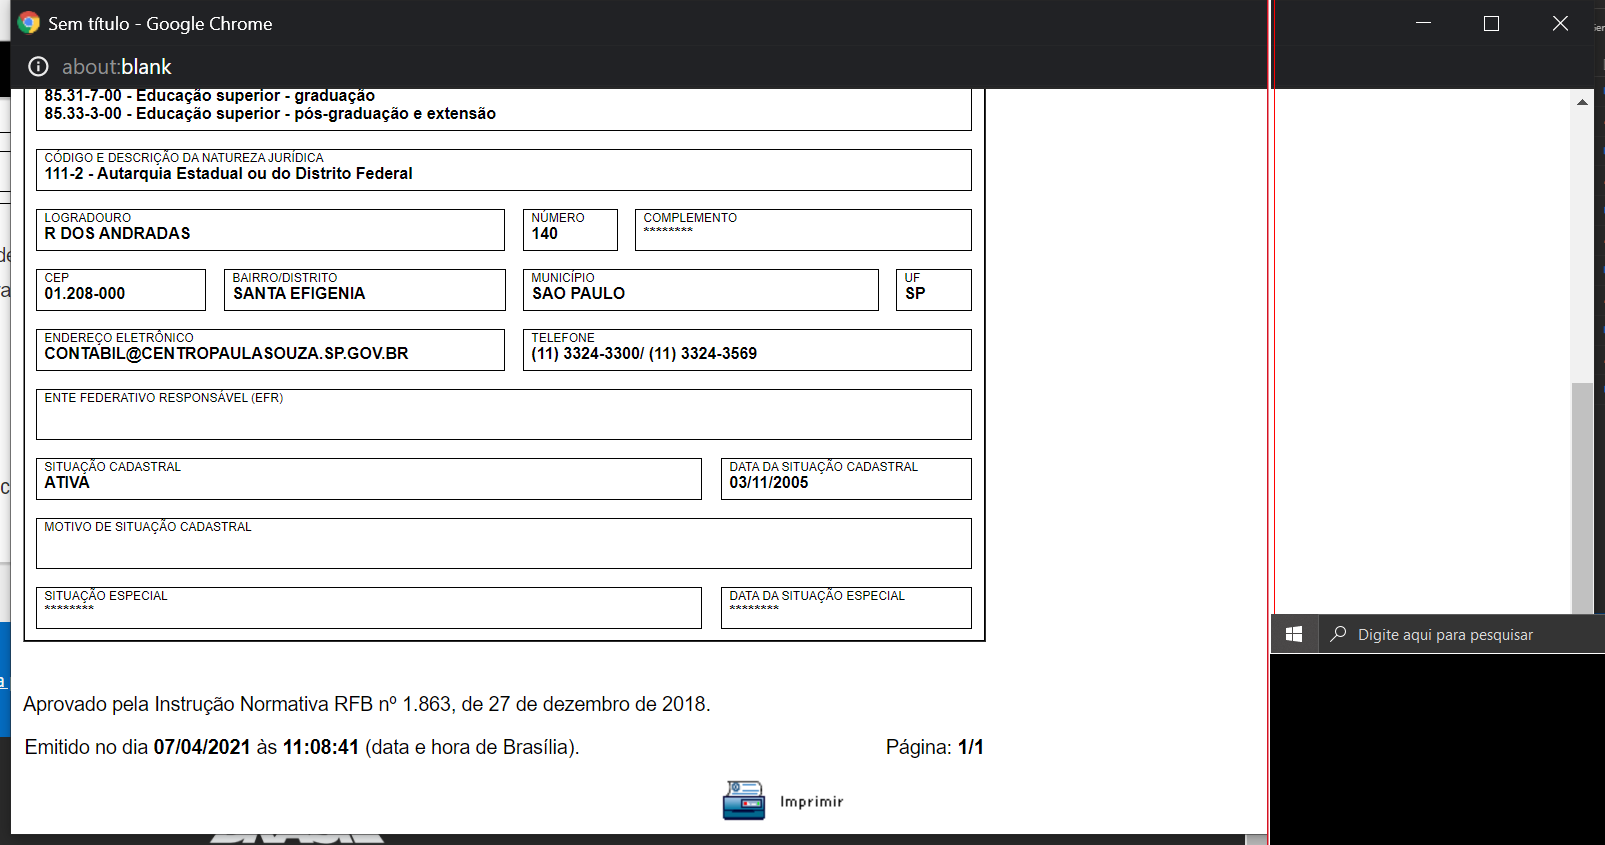 Sem título - Google Chrome
about:blank
85.31-7-00 - Educação superior - graduação
85.33-3-00 - Educação superior - pós-graduação e extensão
CÓDIGO E DESCRIÇÃO DA NATUREZA JURÍDICA
111-2 - Autarquia Estadual ou do Distrito Federal
LOGRADOURO
R DOS ANDRADAS
NÚMERO
140
COMPLEMENTO
********
CEP
01.208-000
BAIRRO/DISTRITO
SANTA EFIGENIA
MUNICÍPIO
SAO PAULO
UF
SP
ENDEREÇO ELETRÔNICO
CONTABIL@CENTROPAULASOUZA.SP.GOV.BR
TELEFONE
(11) 3324-3300/ (11) 3324-3569
ENTE FEDERATIVO RESPONSÁVEL (EFR)
SITUAÇÃO CADASTRAL
ATIVA
DATA DA SITUAÇÃO CADASTRAL
03/11/2005
MOTIVO DE SITUAÇÃO CADASTRAL
SITUAÇÃO ESPECIAL
********
DATA DA SITUAÇÃO ESPECIAL
********
Digite aqui para pesquisar
Aprovado pela Instrução Normativa RFB nº 1.863, de 27 de dezembro de 2018.
Emitido no dia 07/04/2021 às 11:08:41 (data e hora de Brasília).
Página: 1/1
Imprimir